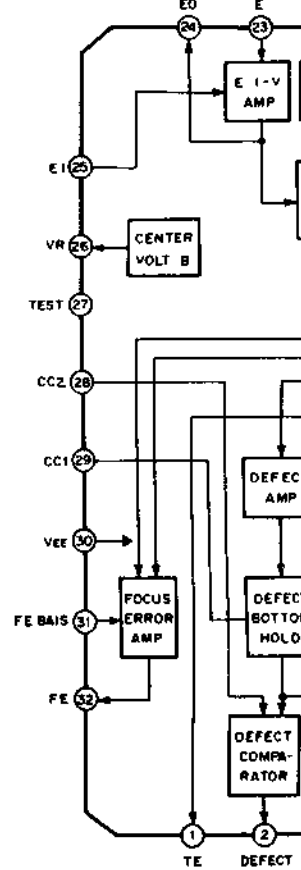 EO E
24 23
E I-V
AMP
EI 25
VR 26
CENTER
VOLT B
TEST 27
CC2 28
CC1 29
DEFEC
AMP
VEE 30
FE BAIS 31
FOCUS
ERROR
AMP
DEFECT
BOTTOM
HOLD
FE 32
DEFECT
COMPA-
RATOR
1 2
TE DEFECT